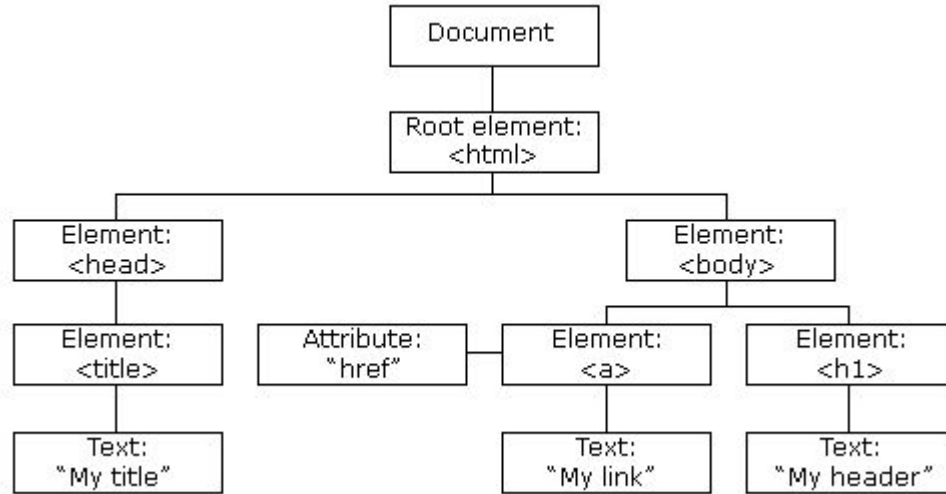 Document
Root element:
<html>
Element:
<head>
Element:
<body>
Element:
<title>
Attribute:
“href”
Element:
<a>
Element:
<h1>
Text:
“My title”
Text:
“My link”
Text:
“My header”